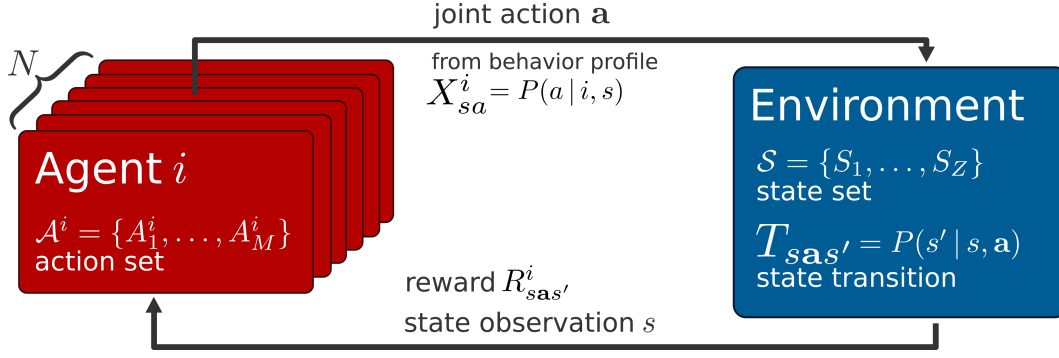 joint action 𝐚
N
from behavior profile
X^i_{sa} = P(a | i, s)
Agent i
𝒜^i = {A^i_1, . . . , A^i_M}
action set
Environment
𝒮 = {S_1, . . . , S_Z}
state set
T_{s𝐚s′} = P(s′ | s, 𝐚)
state transition
reward R^i_{s𝐚s′}
state observation s